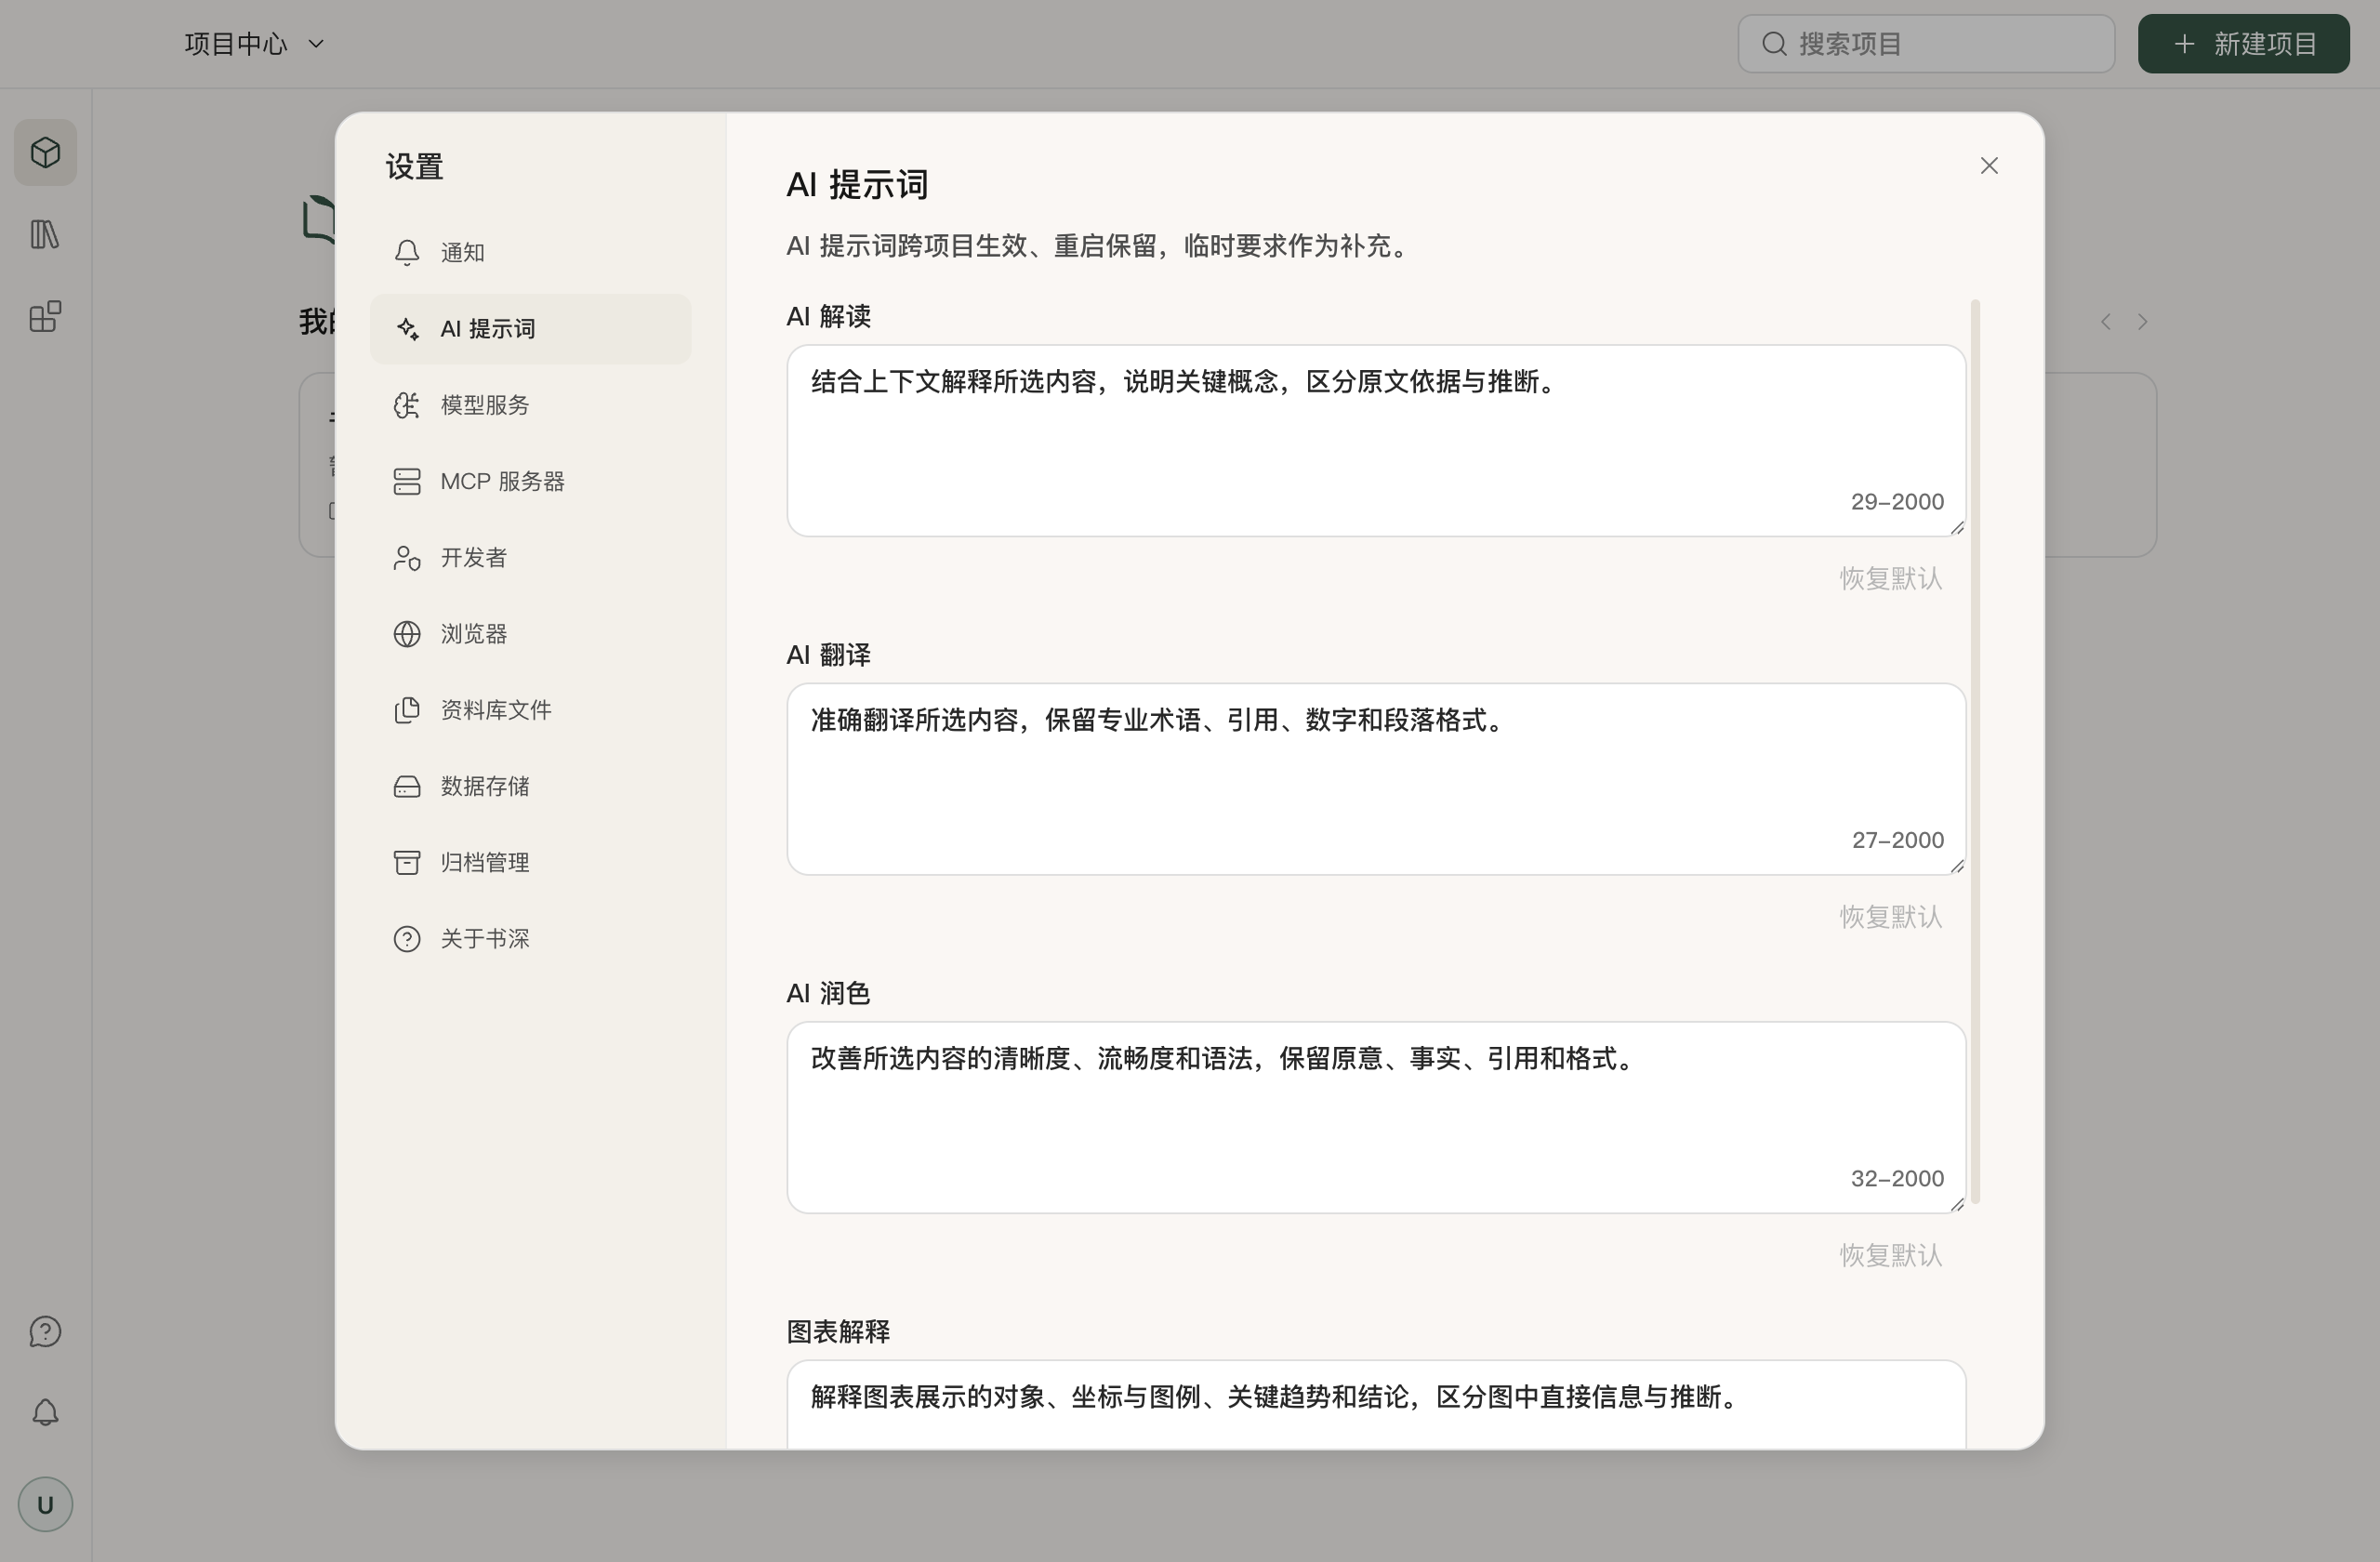 项目中心
搜索项目
新建项目
设置
通知
AI 提示词
模型服务
MCP 服务器
开发者
浏览器
资料库文件
数据存储
归档管理
关于书深
AI 提示词
AI 提示词跨项目生效、重启保留，临时要求作为补充。
AI 解读
结合上下文解释所选内容，说明关键概念，区分原文依据与推断。
29–2000
恢复默认
AI 翻译
准确翻译所选内容，保留专业术语、引用、数字和段落格式。
27–2000
恢复默认
AI 润色
改善所选内容的清晰度、流畅度和语法，保留原意、事实、引用和格式。
32–2000
恢复默认
图表解释
解释图表展示的对象、坐标与图例、关键趋势和结论，区分图中直接信息与推断。
我
U